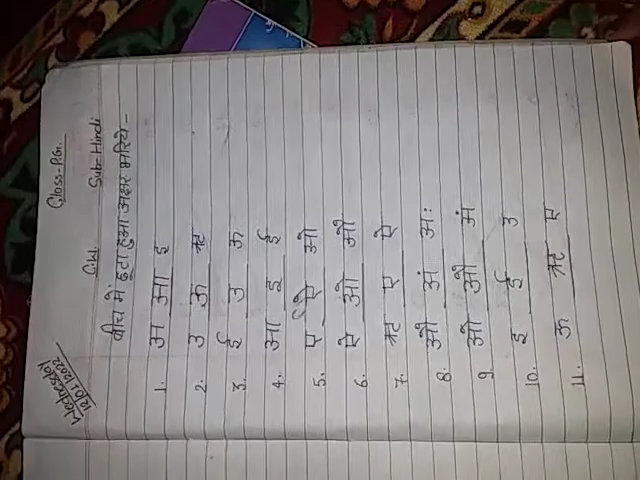 Class-P.G.
Wednesday
12/01/2022
C.W. Sub-Hindi
बीच में छूटा हुआ अक्षर भरिये -
1. अ आ इ
2. उ ऊ ऋ
3. ई उ ऊ
4. आ इ ई
5. ए ऐ ओ
6. ऐ ओ औ
7. ऋ ए ऐ
8. औ अं अः
9. ओ औ अं
10. इ ई उ
11. ऊ ऋ ए